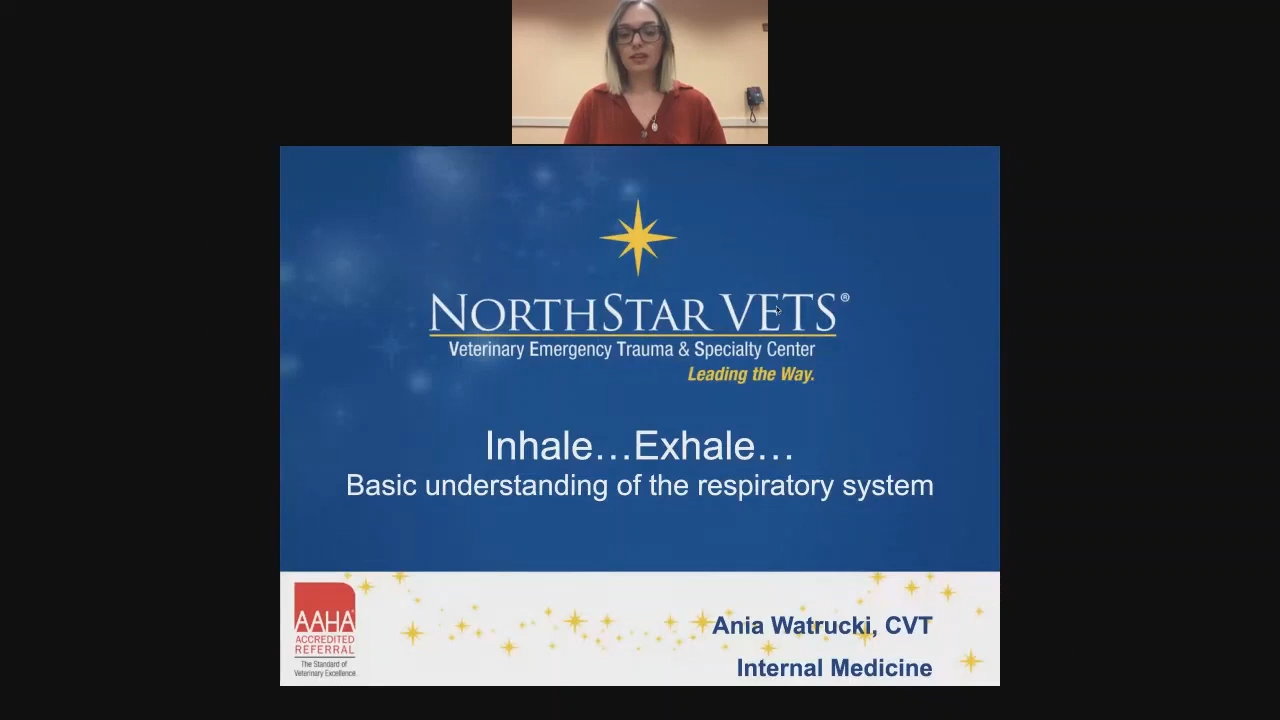 NORTHSTAR VETS®
Veterinary Emergency Trauma & Specialty Center
Leading the Way.
Inhale…Exhale…
Basic understanding of the respiratory system
AAHA®
ACCREDITED
REFERRAL
The Standard of
Veterinary Excellence
Ania Watrucki, CVT
Internal Medicine